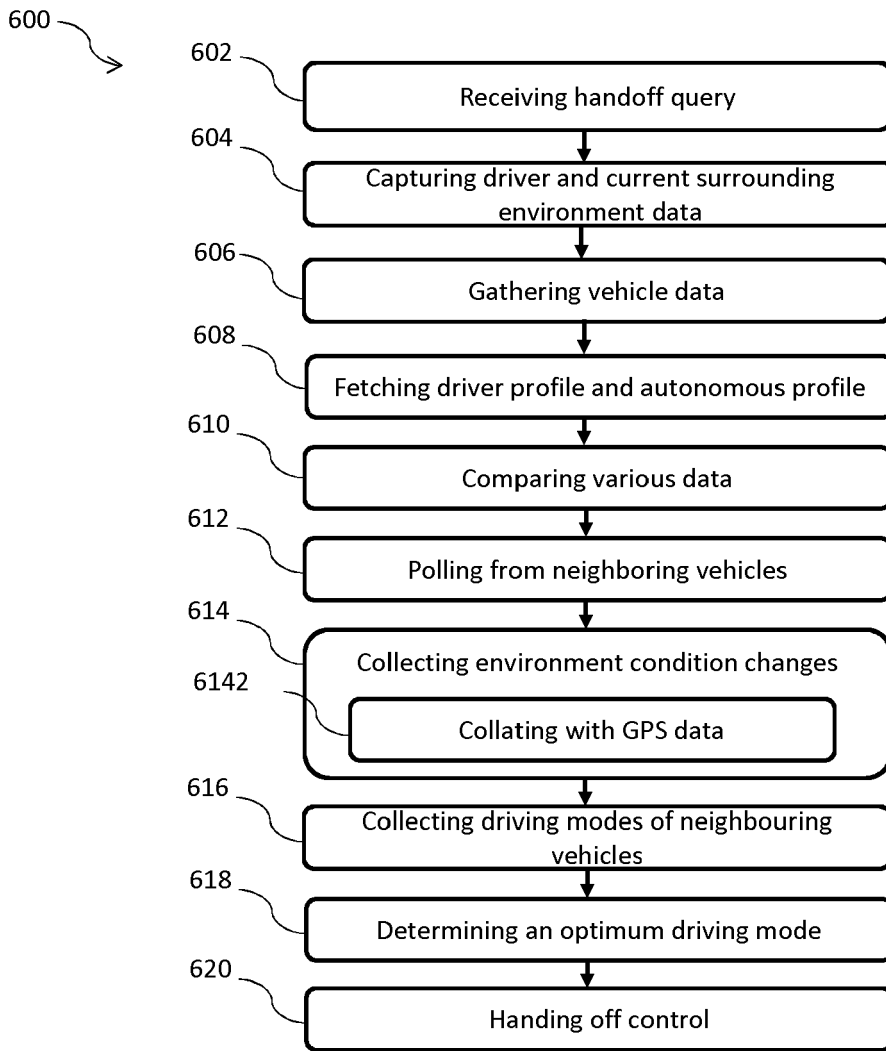 600
602
Receiving handoff query
604
Capturing driver and current surrounding
environment data
606
Gathering vehicle data
608
Fetching driver profile and autonomous profile
610
Comparing various data
612
Polling from neighboring vehicles
614
Collecting environment condition changes
6142
Collating with GPS data
616
Collecting driving modes of neighbouring
vehicles
618
Determining an optimum driving mode
620
Handing off control